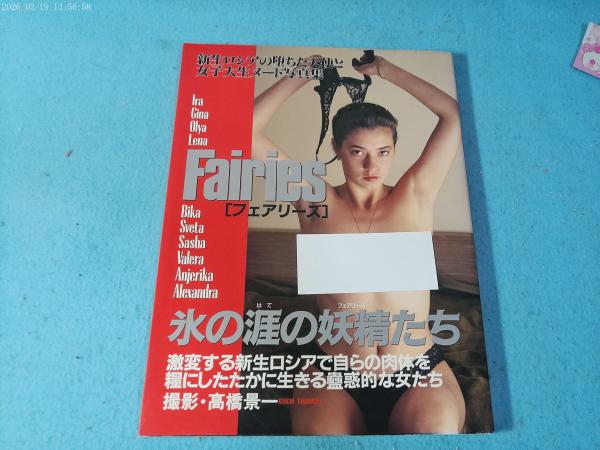 2026/03/19 13:56:58
新生ロシアの堕ちた天使と
女子大生ヌード写真集
Ira
Gina
Olya
Lena
Fairies
[フェアリーズ]
Bika
Sveta
Sasha
Valera
Anjerika
Alexandra
はて フェアリーズ
氷の涯の妖精たち
激変する新生ロシアで自らの肉体を
糧にしたたかに生きる蠱惑的な女たち
撮影・高橋景一